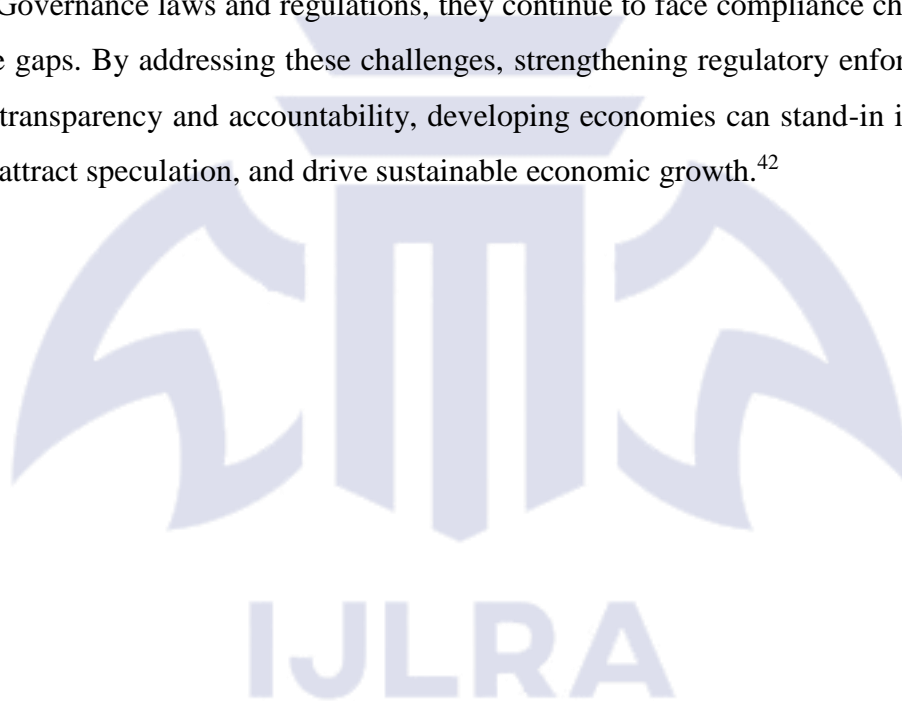 Governance laws and regulations, they continue to face compliance ch
e gaps. By addressing these challenges, strengthening regulatory enfor
transparency and accountability, developing economies can stand-in i
attract speculation, and drive sustainable economic growth.42
IJLRA